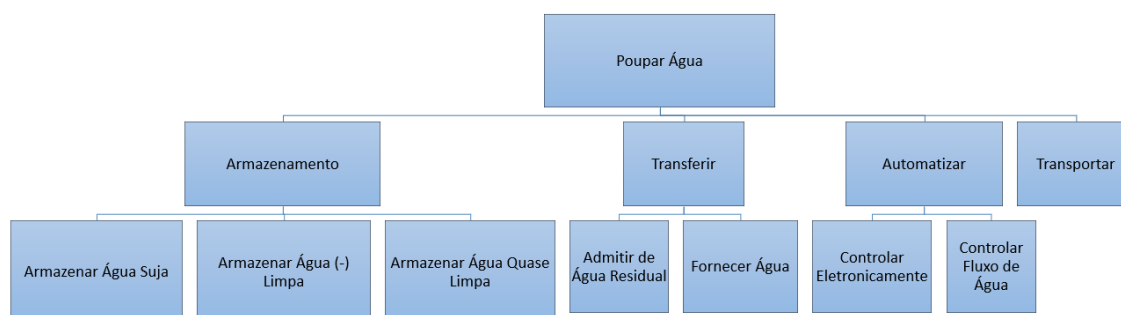 Poupar Água
Armazenamento
Transferir
Automatizar
Transportar
Armazenar Água Suja
Armazenar Água (-)
Limpa
Armazenar Água Quase
Limpa
Admitir de
Água Residual
Fornecer Água
Controlar
Eletronicamente
Controlar
Fluxo de
Água